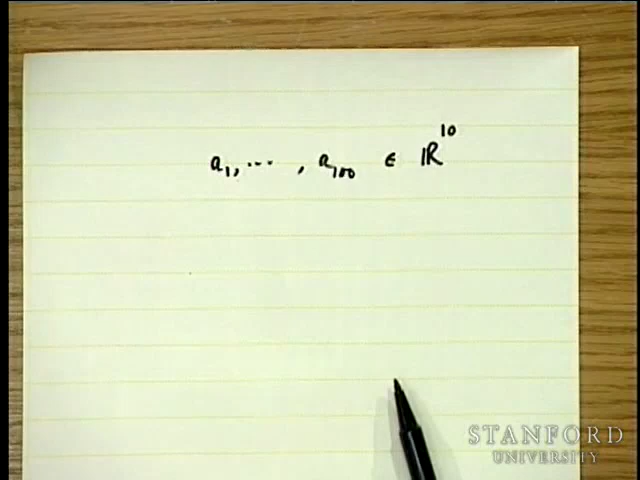 a₁, ⋯ , a₁₀₀ ∈ ℝ¹⁰
STANFORD
UNIVERSITY